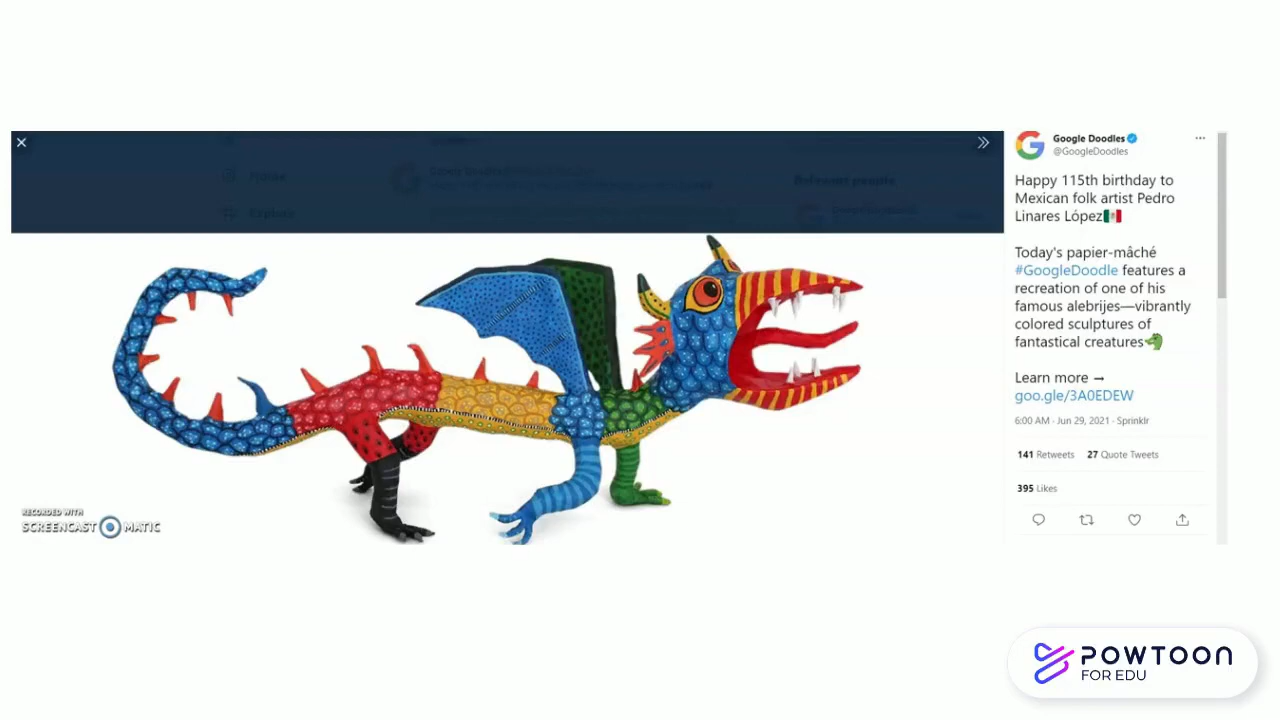 Google Doodles
@GoogleDoodles
Happy 115th birthday to
Mexican folk artist Pedro
Linares López
Today's papier-mâché
#GoogleDoodle features a
recreation of one of his
famous alebrijes—vibrantly
colored sculptures of
fantastical creatures
Learn more →
goo.gle/3A0EDEW
6:00 AM · Jun 29, 2021 · Sprinklr
141 Retweets 27 Quote Tweets
395 Likes
RECORDED WITH
SCREENCAST MATIC
POWTOON
FOR EDU